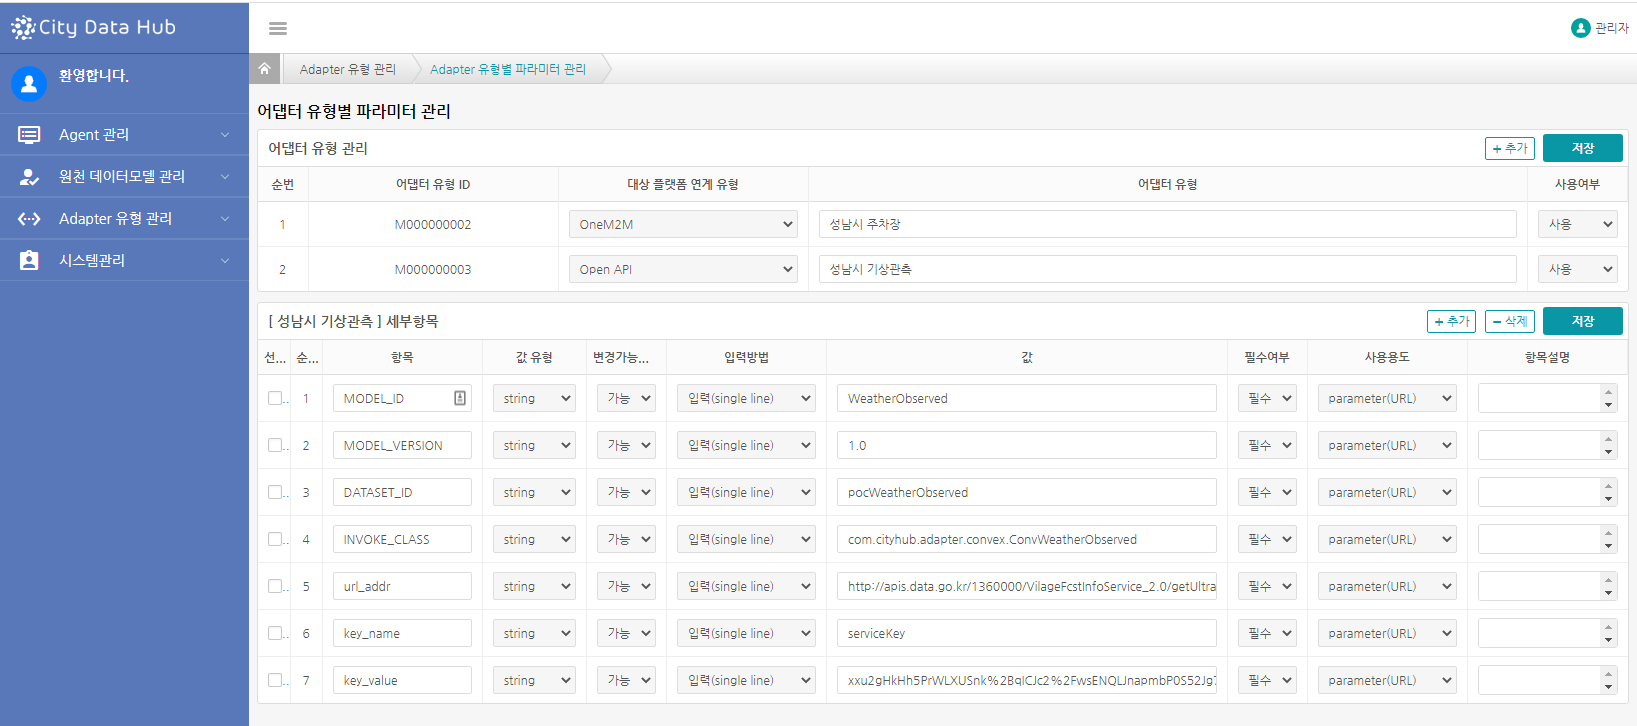 City Data Hub
관리자
환영합니다.
Agent 관리
원천 데이터모델 관리
Adapter 유형 관리
시스템관리
Adapter 유형 관리 Adapter 유형별 파라미터 관리
어댑터 유형별 파라미터 관리
어댑터 유형 관리 + 추가 저장
순번 어댑터 유형 ID 대상 플랫폼 연계 유형 어댑터 유형 사용여부
1 M000000002 OneM2M 성남시 주차장 사용
2 M000000003 Open API 성남시 기상관측 사용
[ 성남시 기상관측 ] 세부항목 + 추가 − 삭제 저장
선... 순... 항목 값 유형 변경가능... 입력방법 값 필수여부 사용용도 항목설명
1 MODEL_ID string 가능 입력(single line) WeatherObserved 필수 parameter(URL)
2 MODEL_VERSION string 가능 입력(single line) 1.0 필수 parameter(URL)
3 DATASET_ID string 가능 입력(single line) pocWeatherObserved 필수 parameter(URL)
4 INVOKE_CLASS string 가능 입력(single line) com.cityhub.adapter.convex.ConvWeatherObserved 필수 parameter(URL)
5 url_addr string 가능 입력(single line) http://apis.data.go.kr/1360000/VilageFcstInfoService_2.0/getUltra 필수 parameter(URL)
6 key_name string 가능 입력(single line) serviceKey 필수 parameter(URL)
7 key_value string 가능 입력(single line) 필수 parameter(URL)